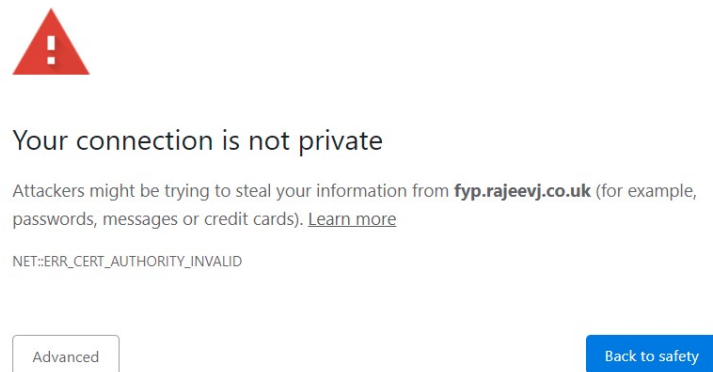 Your connection is not private
Attackers might be trying to steal your information from fyp.rajeevj.co.uk (for example,
passwords, messages or credit cards). Learn more
NET::ERR_CERT_AUTHORITY_INVALID
Advanced
Back to safety